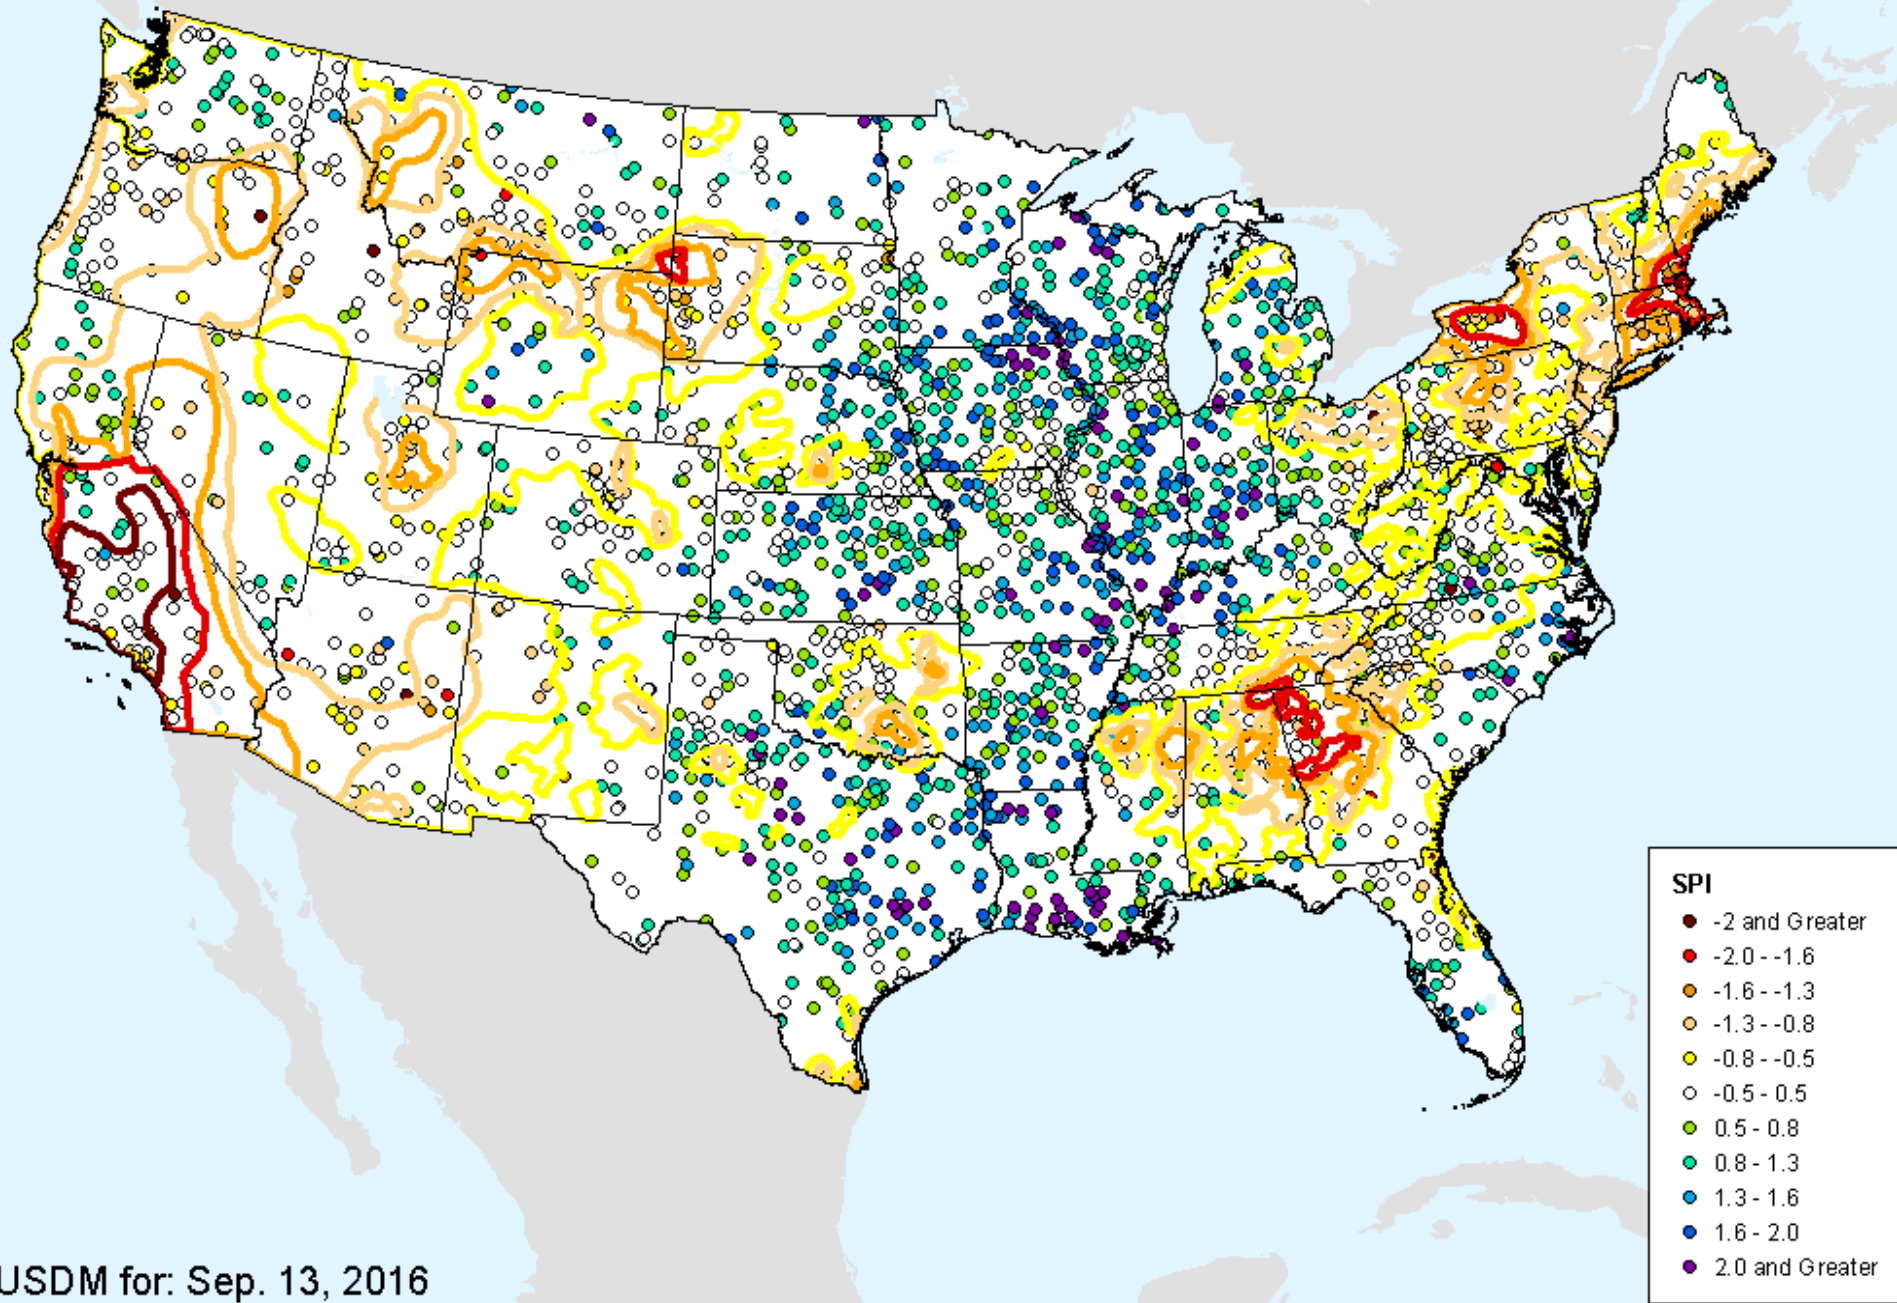 SPI
-2 and Greater
-2.0 - -1.6
-1.6 - -1.3
-1.3 - -0.8
-0.8 - -0.5
-0.5 - 0.5
0.5 - 0.8
0.8 - 1.3
1.3 - 1.6
1.6 - 2.0
2.0 and Greater
USDM for: Sep. 13, 2016